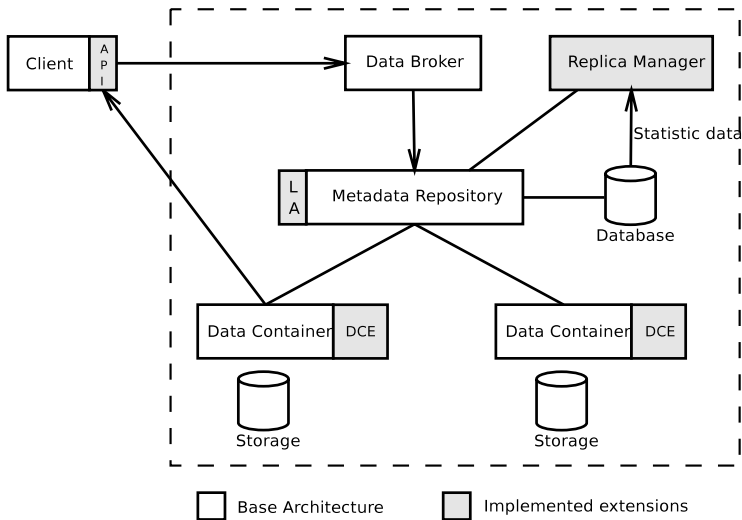 Client
A
P
I
Data Broker
Replica Manager
Statistic data
L
A
Metadata Repository
Database
Data Container
DCE
Data Container
DCE
Storage
Storage
Base Architecture
Implemented extensions